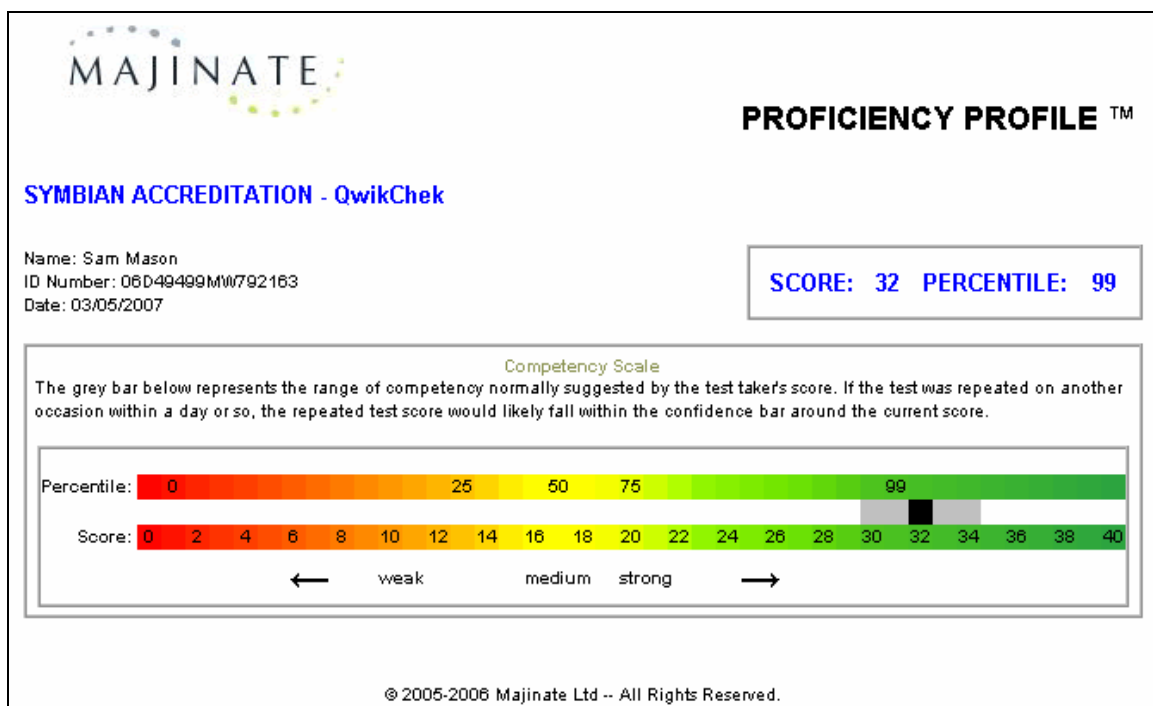 MAJINATE
PROFICIENCY PROFILE ™
SYMBIAN ACCREDITATION - QwikChek
Name: Sam Mason
ID Number: 06D49499MW792163
Date: 03/05/2007
SCORE: 32 PERCENTILE: 99
Competency Scale
The grey bar below represents the range of competency normally suggested by the test taker's score. If the test was repeated on another
occasion within a day or so, the repeated test score would likely fall within the confidence bar around the current score.
Percentile: 0 25 50 75 99
Score: 0 2 4 6 8 10 12 14 16 18 20 22 24 26 28 30 32 34 36 38 40
← weak medium strong →
© 2005-2006 Majinate Ltd -- All Rights Reserved.